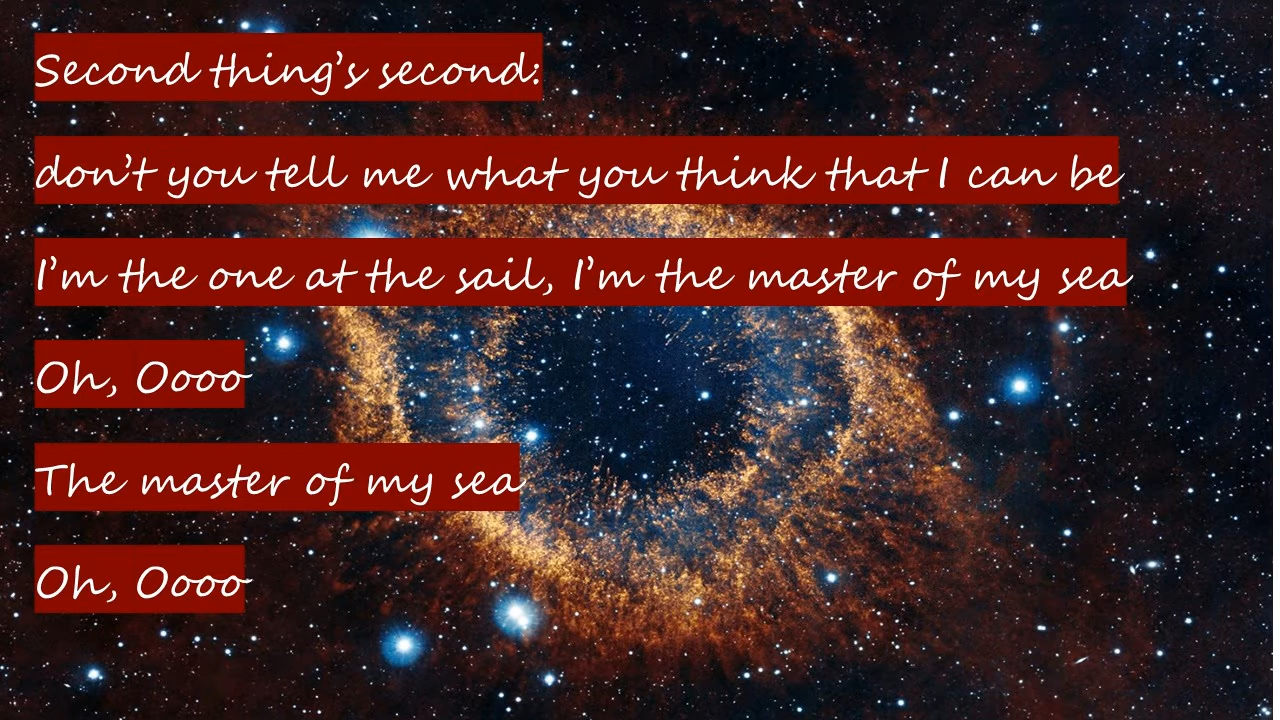 Second thing’s second:
don’t you tell me what you think that I can be
I’m the one at the sail, I’m the master of my sea
Oh, Oooo
The master of my sea
Oh, Oooo